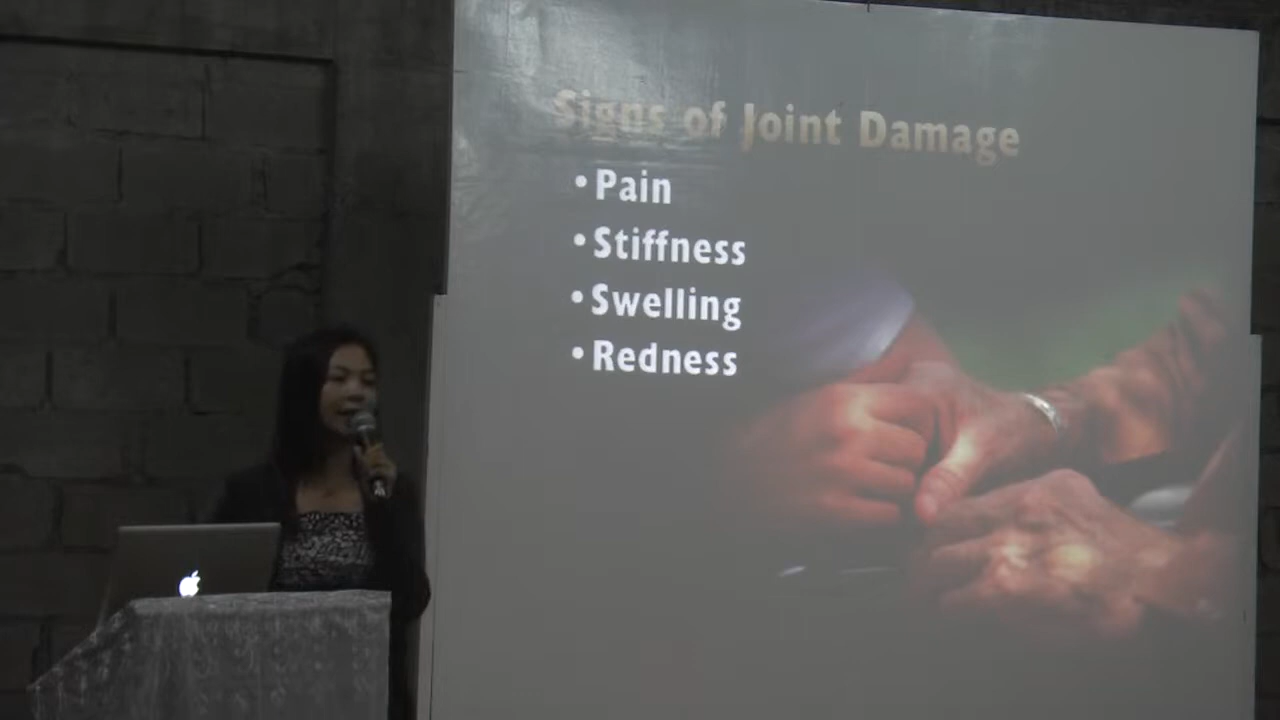 Signs of Joint Damage
• Pain
• Stiffness
• Swelling
• Redness